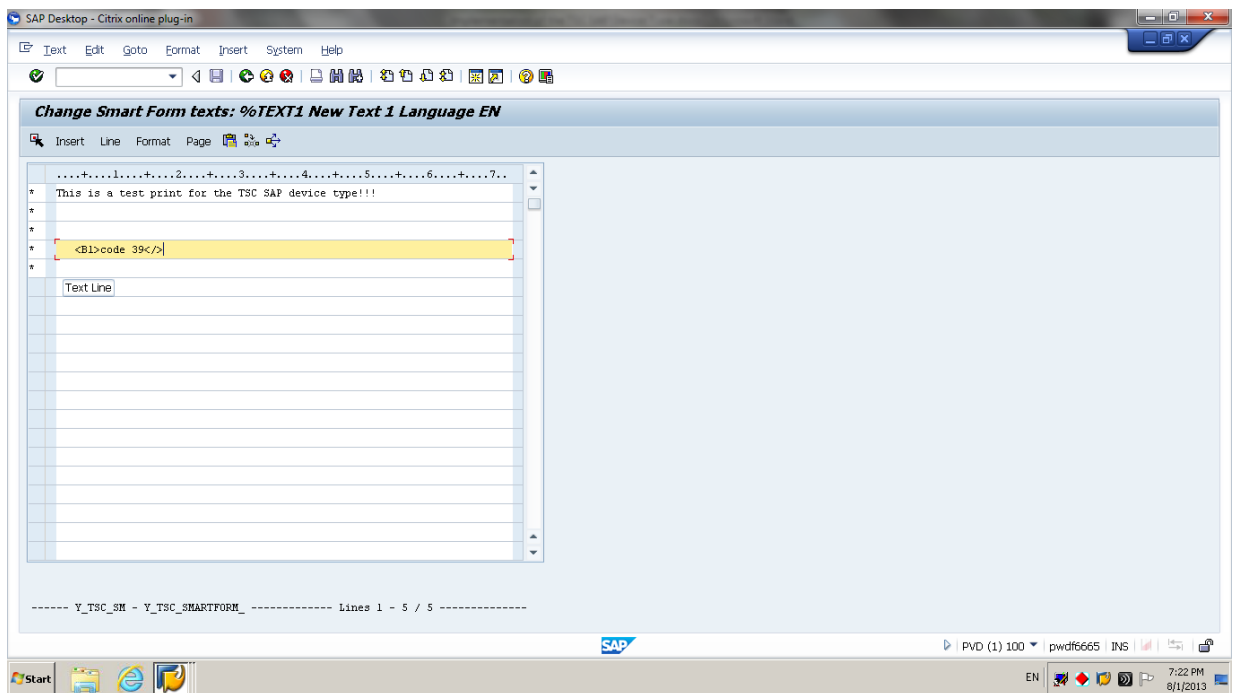 SAP Desktop - Citrix online plug-in
Text Edit Goto Format Insert System Help
Change Smart Form texts: %TEXT1 New Text 1 Language EN
Insert Line Format Page
....+....1....+....2....+....3....+....4....+....5....+....6....+....7..
* This is a test print for the TSC SAP device type!!!
*
*
* <B1>code 39</>
*
Text Line
------ Y_TSC_SM - Y_TSC_SMARTFORM_ ------------- Lines 1 - 5 / 5 --------------
SAP
PVD (1) 100 pwdf6665 INS
Start
EN
7:22 PM
8/1/2013